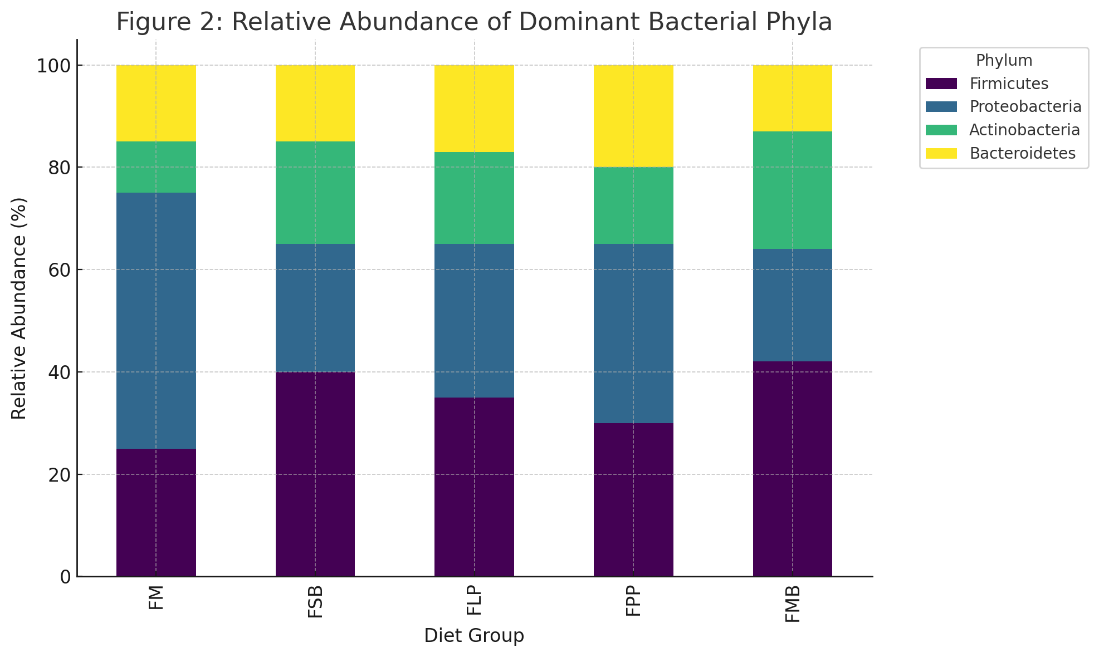 Figure 2: Relative Abundance of Dominant Bacterial Phyla
Phylum
Firmicutes
Proteobacteria
Actinobacteria
Bacteroidetes
Relative Abundance (%)
100
80
60
40
20
0
FM
FSB
FLP
FPP
FMB
Diet Group